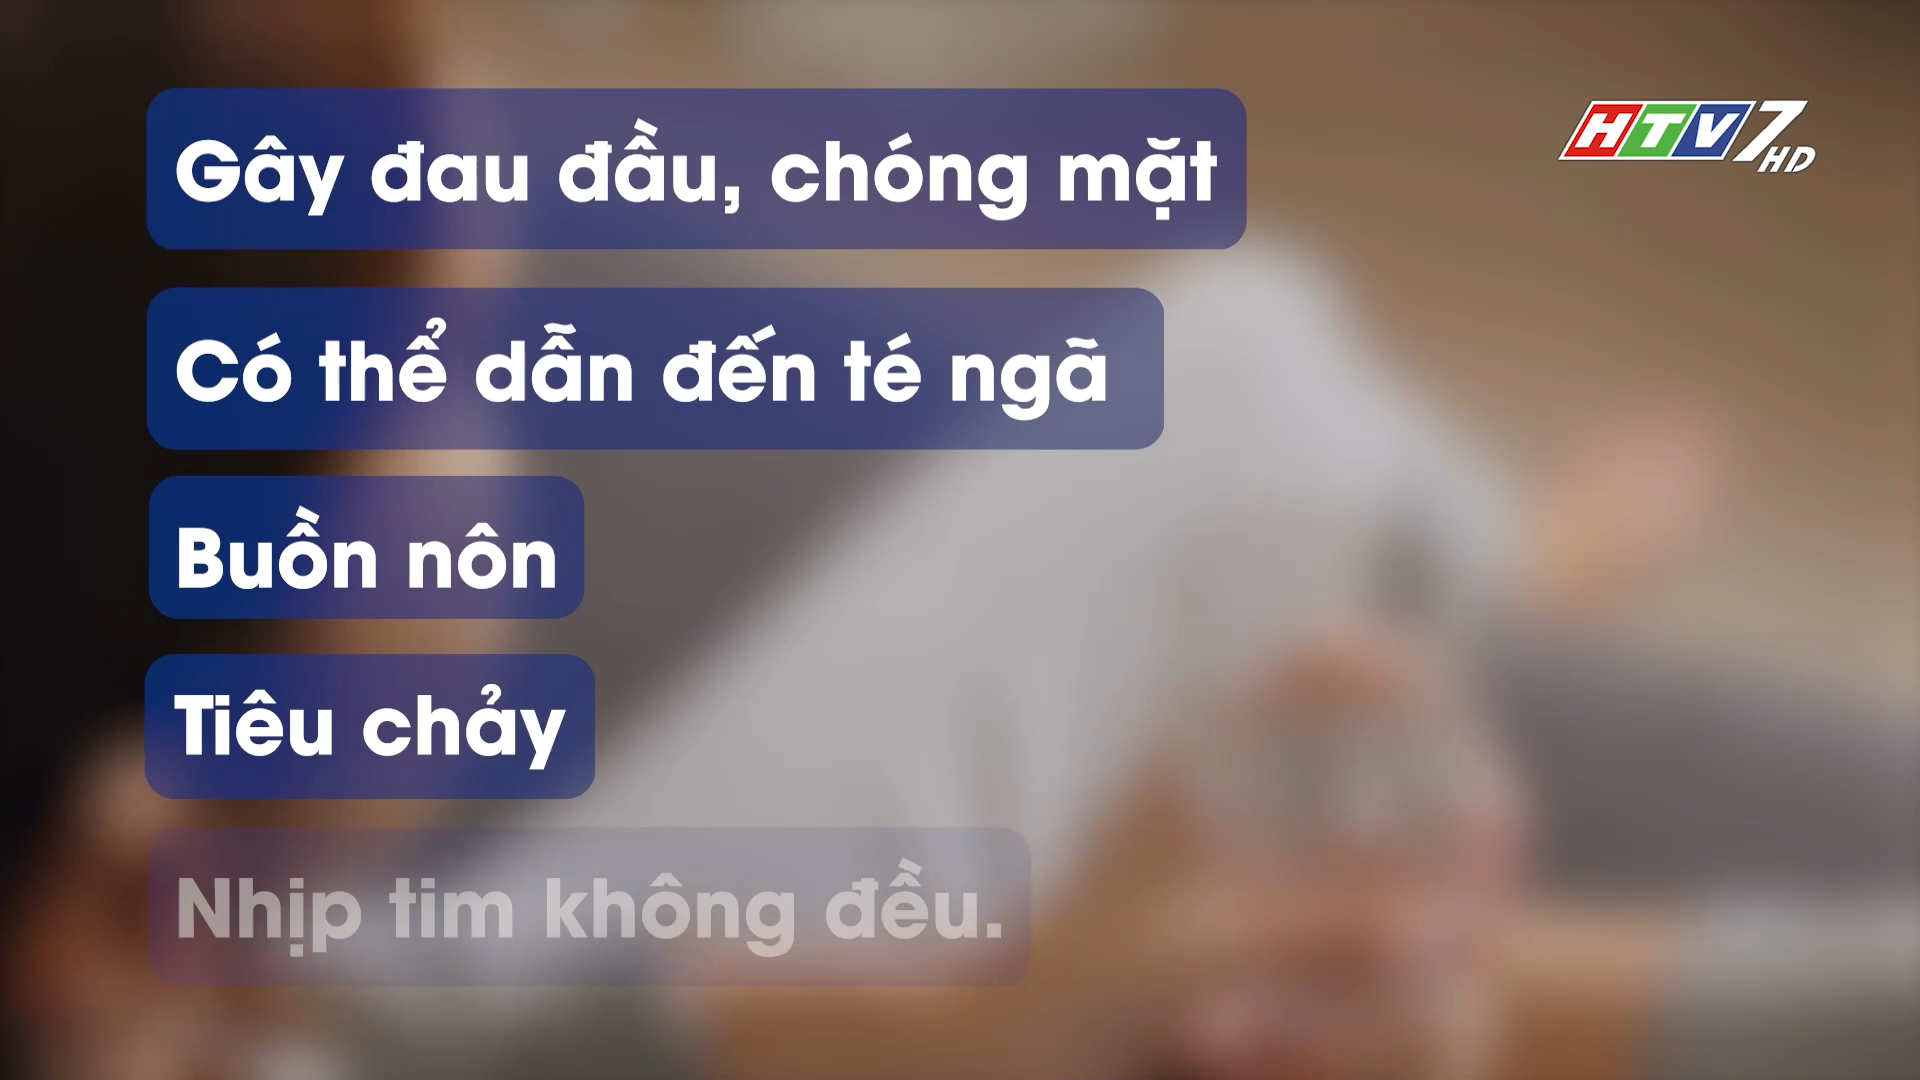 Gây đau đầu, chóng mặt
HTV7
HD
Có thể dẫn đến té ngã
Buồn nôn
Tiêu chảy
Nhịp tim không đều.